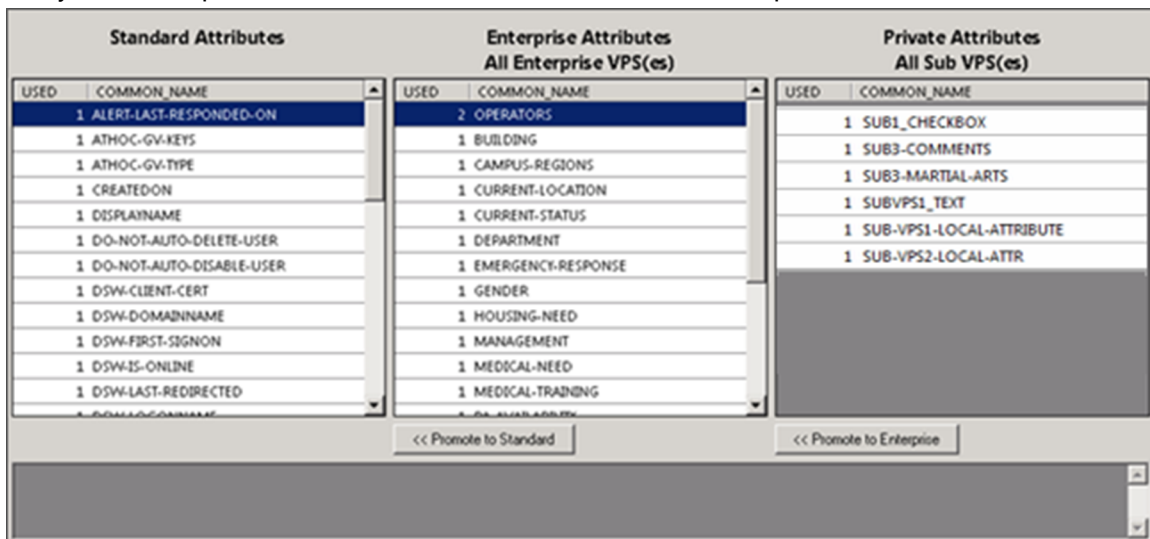 Standard Attributes
USED COMMON_NAME
1 ALERT-LAST-RESPONDED-ON
1 ATHOC-GV-KEYS
1 ATHOC-GV-TYPE
1 CREATEDON
1 DISPLAYNAME
1 DO-NOT-AUTO-DELETE-USER
1 DO-NOT-AUTO-DISABLE-USER
1 DSW-CLIENT-CERT
1 DSW-DOMAINNAME
1 DSW-FIRST-SIGNON
1 DSW-IS-ONLINE
1 DSW-LAST-REDIRECTED
Enterprise Attributes
All Enterprise VPS(es)
USED COMMON_NAME
2 OPERATORS
1 BUILDING
1 CAMPUS-REGIONS
1 CURRENT-LOCATION
1 CURRENT-STATUS
1 DEPARTMENT
1 EMERGENCY-RESPONSE
1 GENDER
1 HOUSING-NEED
1 MANAGEMENT
1 MEDICAL-NEED
1 MEDICAL-TRAINING
<< Promote to Standard
Private Attributes
All Sub VPS(es)
USED COMMON_NAME
1 SUB1_CHECKBOX
1 SUB3-COMMENTS
1 SUB3-MARTIAL-ARTS
1 SUBVPS1_TEXT
1 SUB-VPS1-LOCAL-ATTRIBUTE
1 SUB-VPS2-LOCAL-ATTR
<< Promote to Enterprise